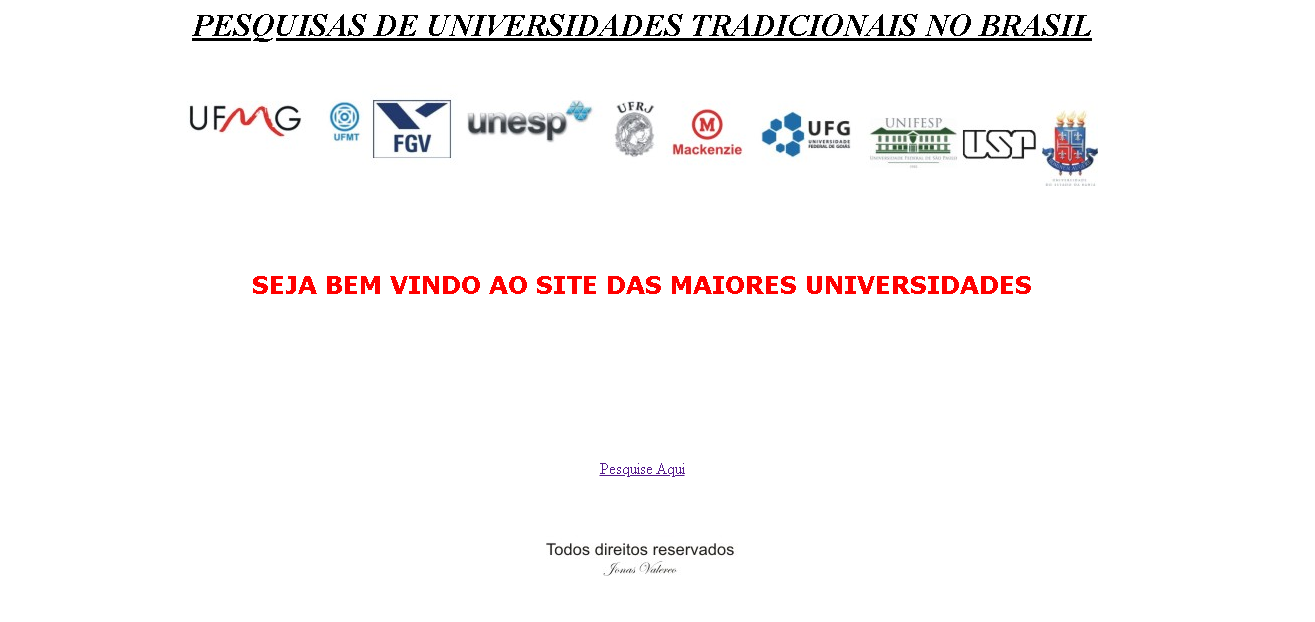 PESQUISAS DE UNIVERSIDADES TRADICIONAIS NO BRASIL
UFMG
UFMT
FGV
unesp
UFRJ
M
Mackenzie
UFG
UNIVERSIDADE
FEDERAL DE GOIÁS
UNIFESP
UNIVERSIDADE FEDERAL DE SÃO PAULO
USP
UNIVERSIDADE
DO ESTADO DA BAHIA
SEJA BEM VINDO AO SITE DAS MAIORES UNIVERSIDADES
Pesquise Aqui
Todos direitos reservados
Jonas Valereo